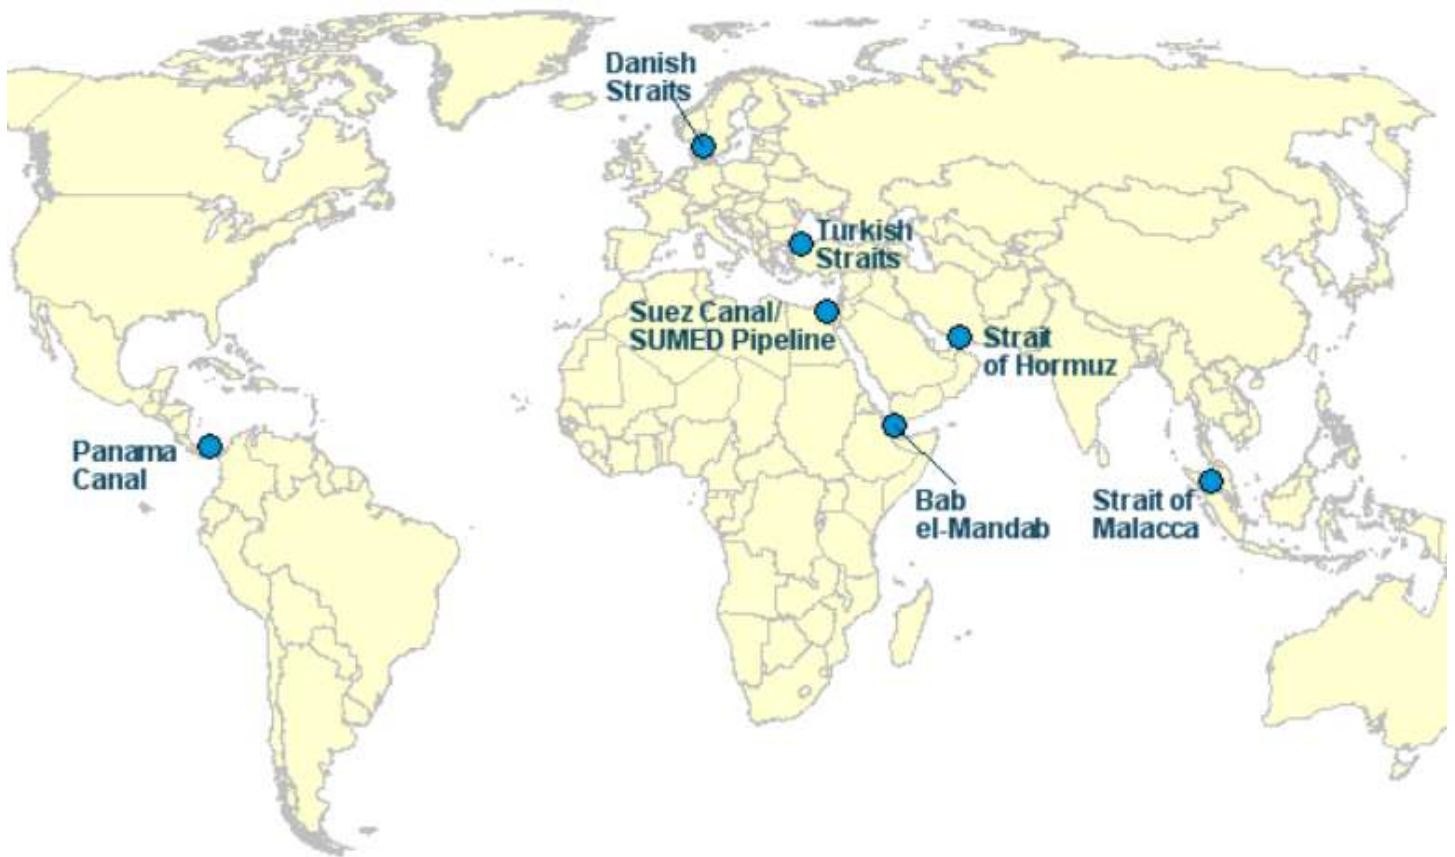 Danish
Straits
Turkish
Straits
Suez Canal/
SUMED Pipeline
Strait
of Hormuz
Panama
Canal
Bab
el-Mandab
Strait of
Malacca